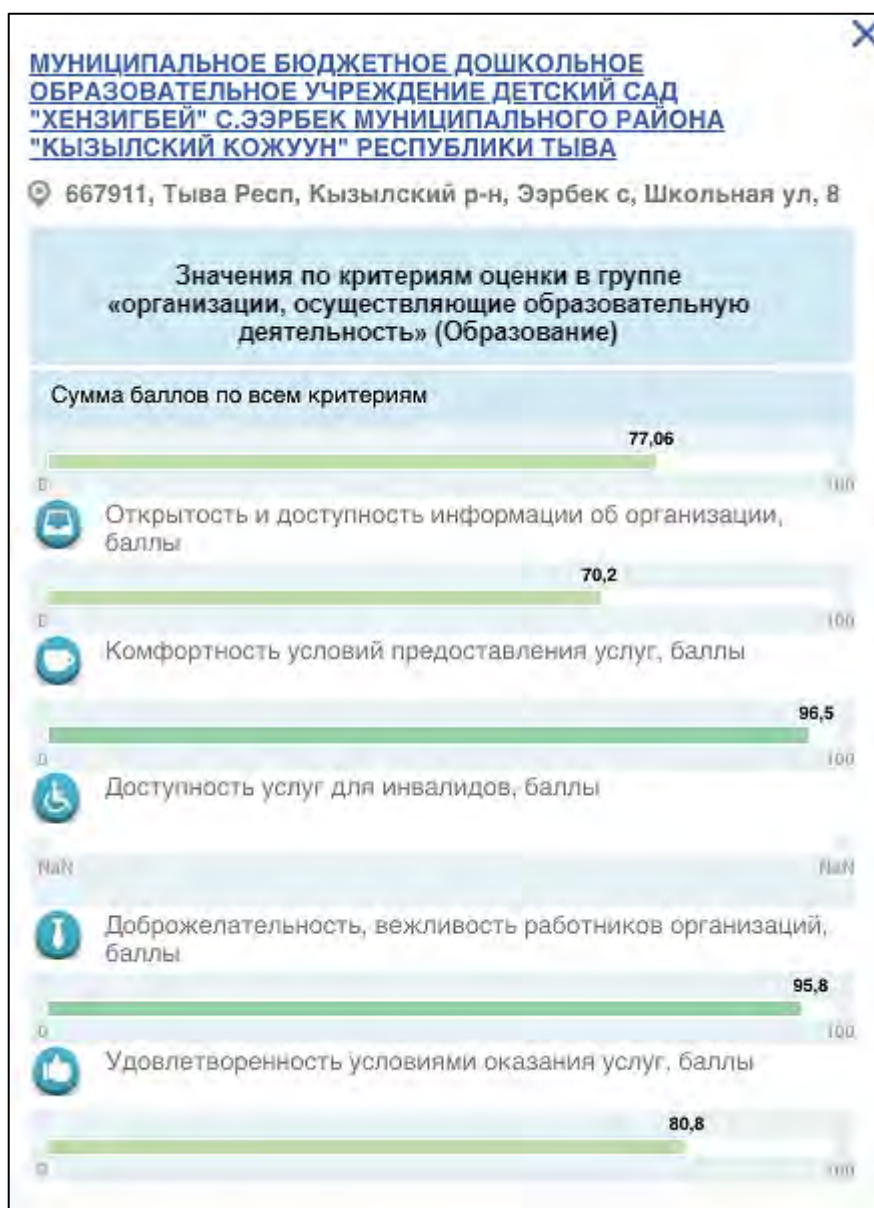 МУНИЦИПАЛЬНОЕ БЮДЖЕТНОЕ ДОШКОЛЬНОЕ
ОБРАЗОВАТЕЛЬНОЕ УЧРЕЖДЕНИЕ ДЕТСКИЙ САД
"ХЕНЗИГБЕЙ" С.ЭЭРБЕК МУНИЦИПАЛЬНОГО РАЙОНА
"КЫЗЫЛСКИЙ КОЖУУН" РЕСПУБЛИКИ ТЫВА
667911, Тыва Респ, Кызылский р-н, Ээрбек с, Школьная ул, 8
Значения по критериям оценки в группе
«организации, осуществляющие образовательную
деятельность» (Образование)
Сумма баллов по всем критериям
77,06
0 100
Открытость и доступность информации об организации,
баллы
70,2
0 100
Комфортность условий предоставления услуг, баллы
96,5
0 100
Доступность услуг для инвалидов, баллы
NaN NaN
Доброжелательность, вежливость работников организаций,
баллы
95,8
0 100
Удовлетворенность условиями оказания услуг, баллы
80,8
0 100